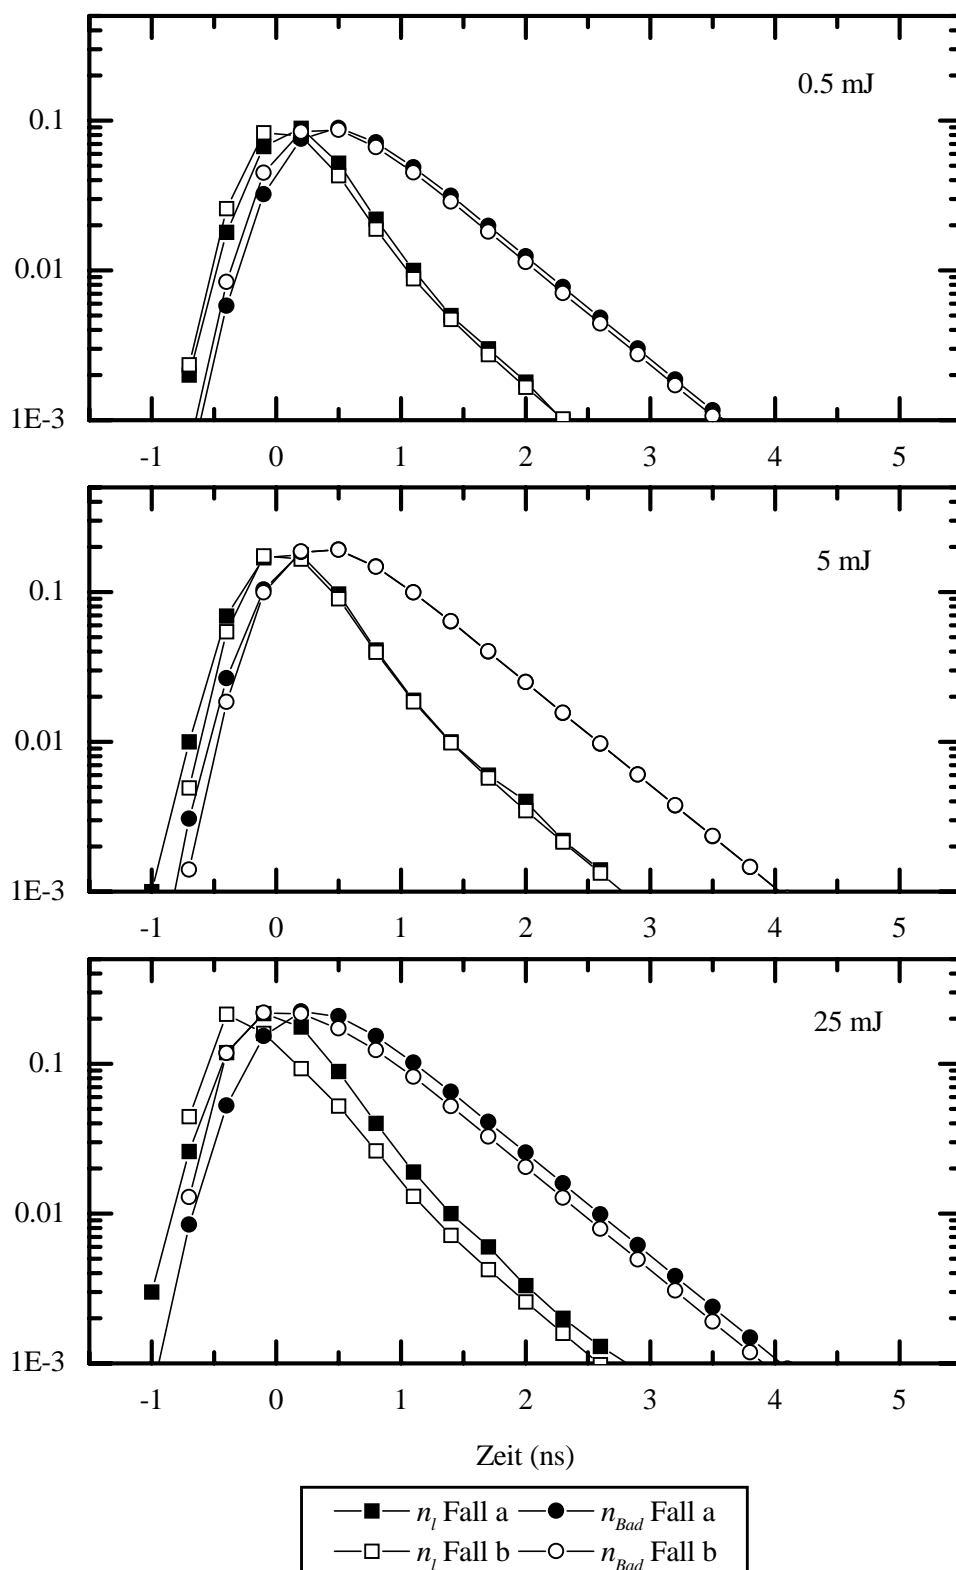 0.5 mJ
0.1
0.01
1E-3
-1 0 1 2 3 4 5
5 mJ
0.1
0.01
1E-3
-1 0 1 2 3 4 5
25 mJ
0.1
0.01
1E-3
-1 0 1 2 3 4 5
Zeit (ns)
n_l Fall a n_Bad Fall a
n_l Fall b n_Bad Fall b